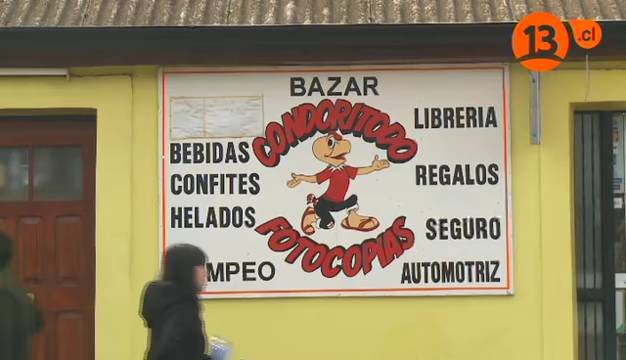 13 .cl
BAZAR
CONDORITODO
LIBRERIA
BEBIDAS
CONFITES
REGALOS
HELADOS
SEGURO
FOTOCOPIAS
MPEO
AUTOMOTRIZ